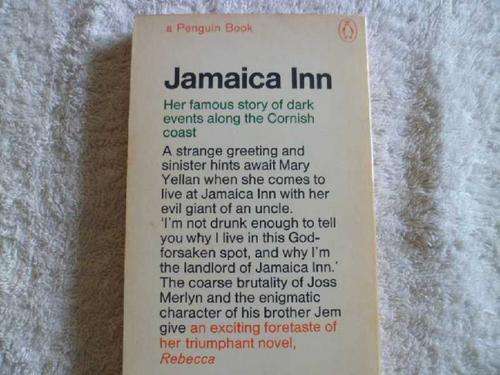 a Penguin Book
Jamaica Inn
Her famous story of dark
events along the Cornish
coast
A strange greeting and
sinister hints await Mary
Yellan when she comes to
live at Jamaica Inn with her
evil giant of an uncle.
'I'm not drunk enough to tell
you why I live in this God-
forsaken spot, and why I'm
the landlord of Jamaica Inn.'
The coarse brutality of Joss
Merlyn and the enigmatic
character of his brother Jem
give an exciting foretaste of
her triumphant novel,
Rebecca